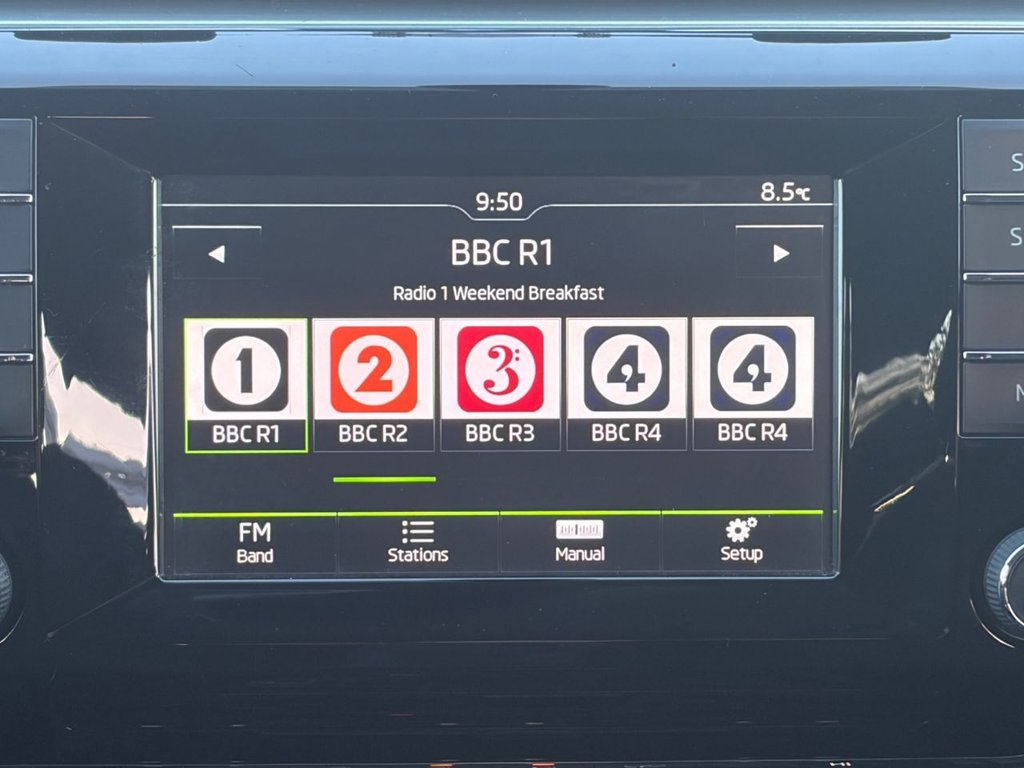 9:50
8.5°C
BBC R1
Radio 1 Weekend Breakfast
1
2
3
4
4
BBC R1
BBC R2
BBC R3
BBC R4
BBC R4
FM
Band
Stations
Manual
Setup
S
S